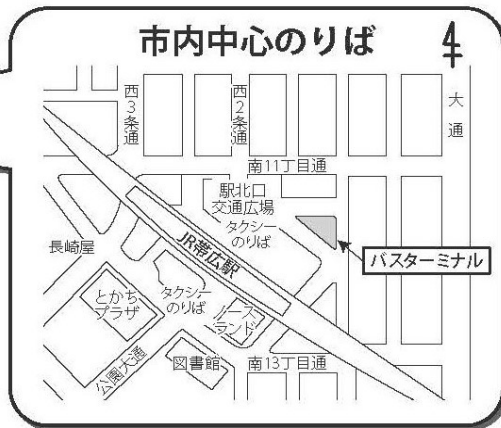 市内中心のりば
西3条通
西2条通
大通
南11丁目通
駅北口
交通広場
タクシー
のりば
JR帯広駅
バスターミナル
長崎屋
とかち
プラザ
タクシー
のりば
ノース
ランド
公園大通
図書館
南13丁目通